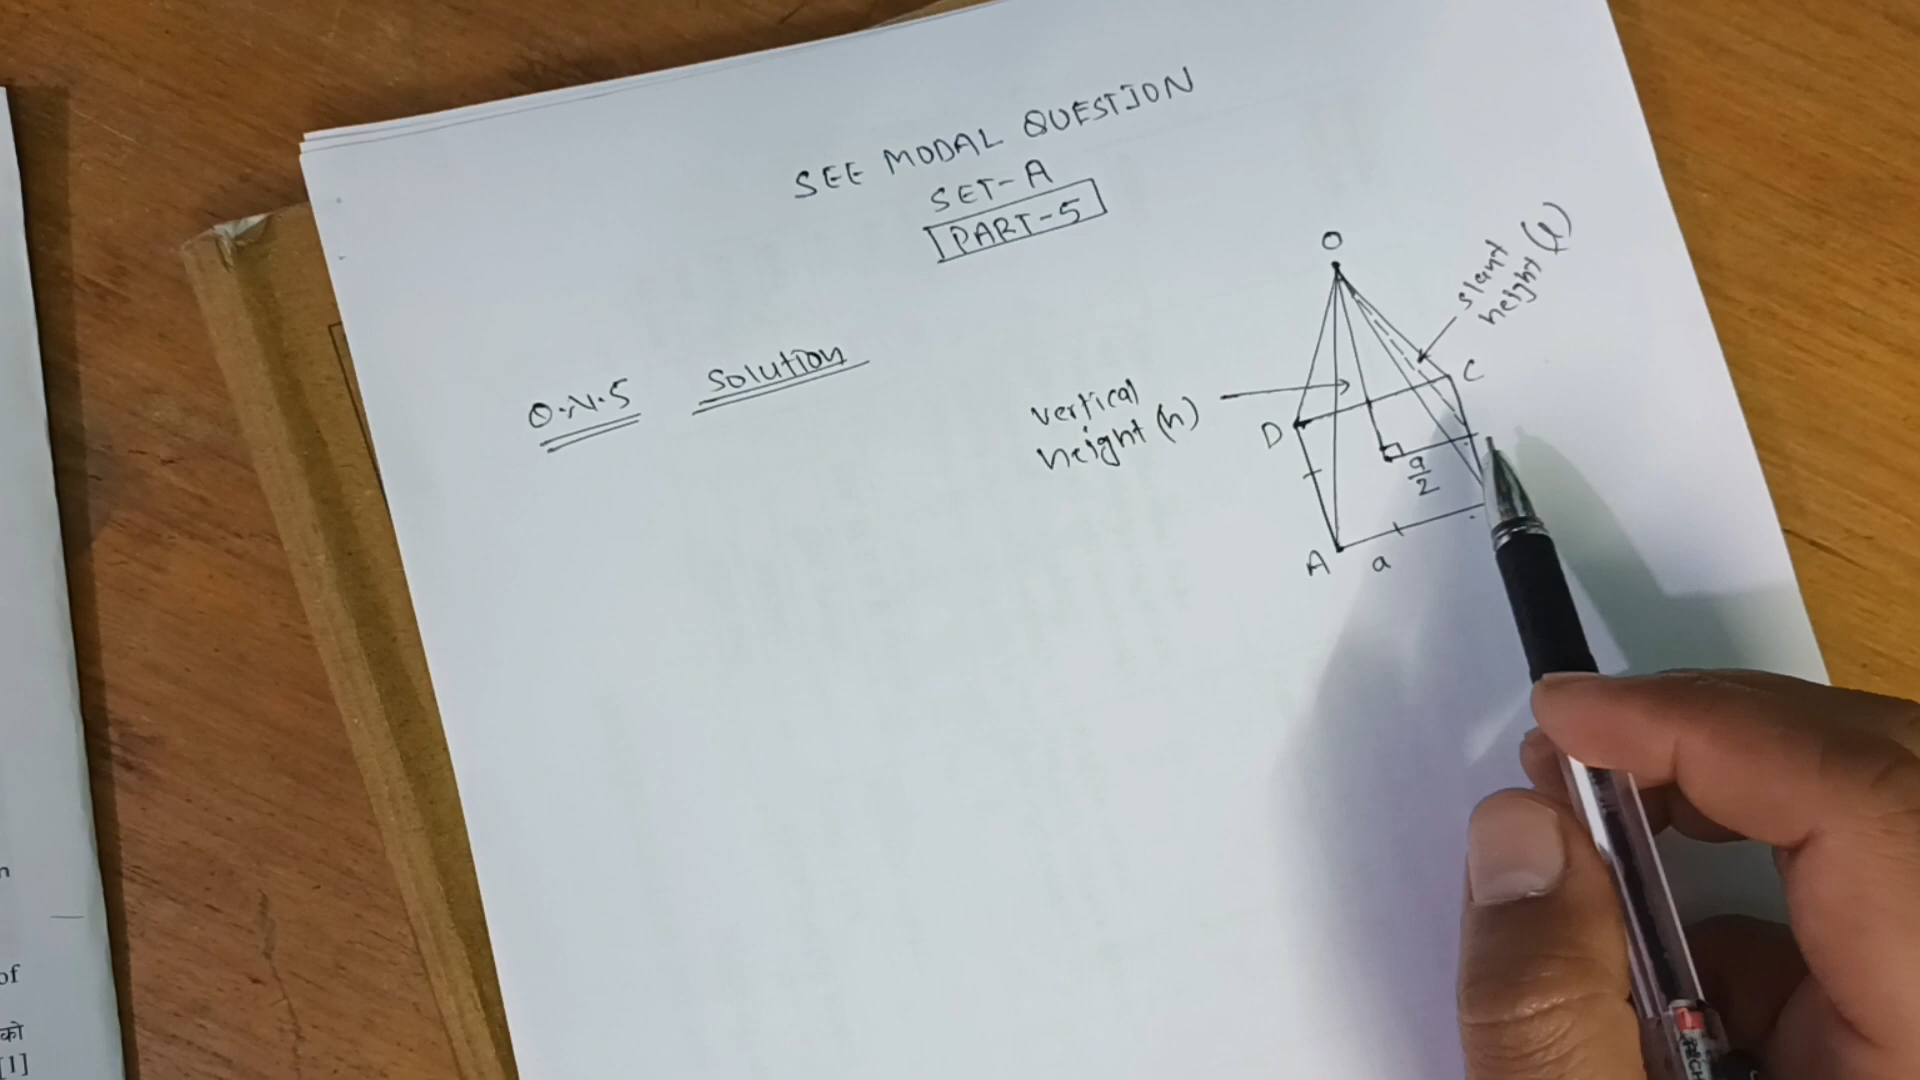 SEE MODAL QUESTION
SET-A
PART-5
O
slant
height (l)
Q.N.5 Solution
vertical
height (h)
C
D
a
2
A a
of
को
[1]